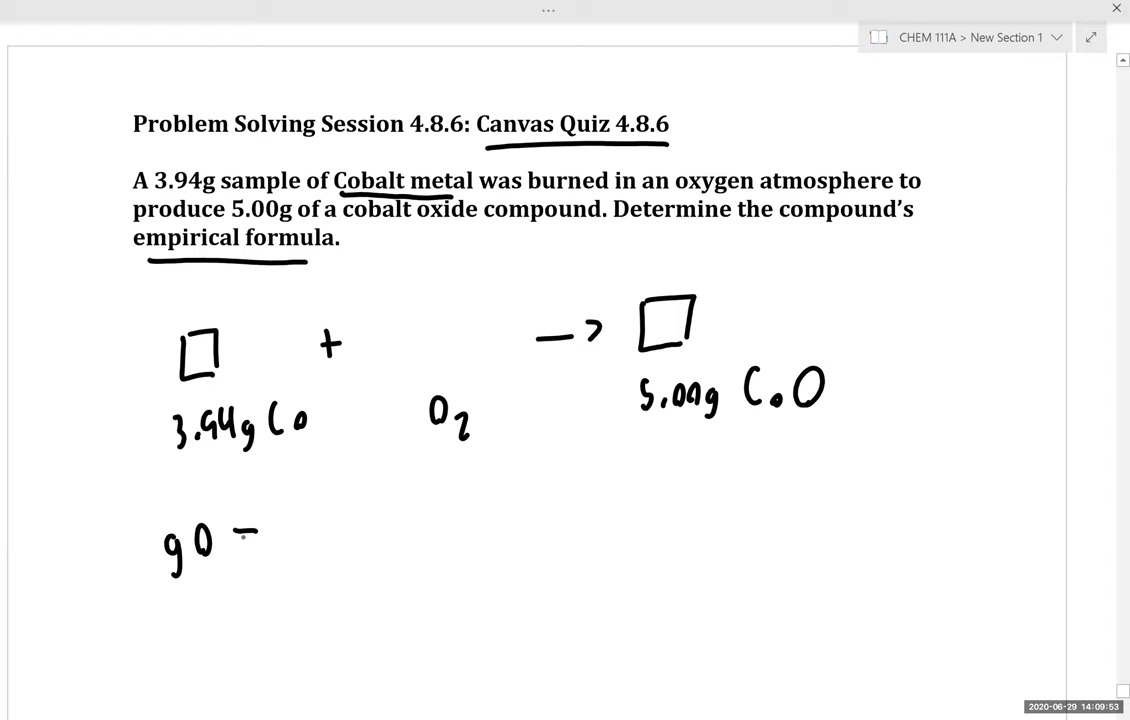 CHEM 111A > New Section 1
Problem Solving Session 4.8.6: Canvas Quiz 4.8.6
A 3.94g sample of Cobalt metal was burned in an oxygen atmosphere to
produce 5.00g of a cobalt oxide compound. Determine the compound’s
empirical formula.
+ →
3.94g Co O2 5.00g CoO
g O =
2020-06-29 14:09:53